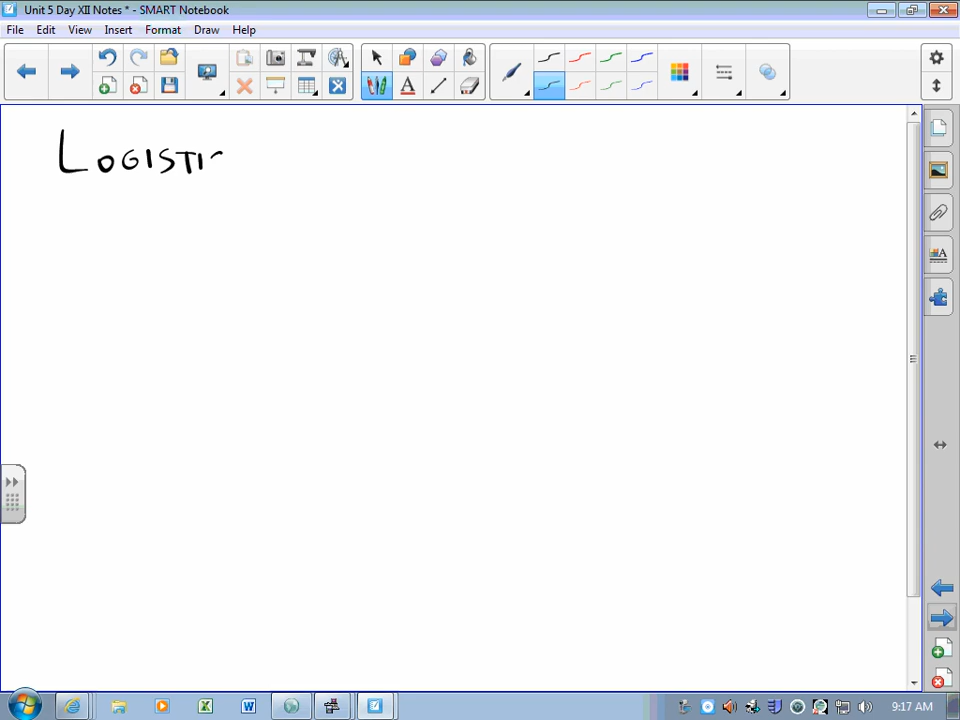 Unit 5 Day XII Notes * - SMART Notebook
File Edit View Insert Format Draw Help
LOGISTI
9:17 AM